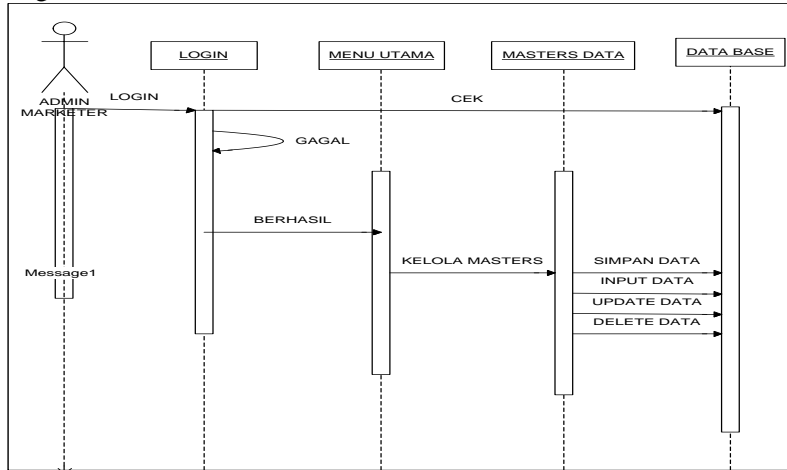 LOGIN
MENU UTAMA
MASTERS DATA
DATA BASE
ADMIN
MARKETER
LOGIN
CEK
GAGAL
BERHASIL
KELOLA MASTERS
SIMPAN DATA
INPUT DATA
UPDATE DATA
DELETE DATA
Message1